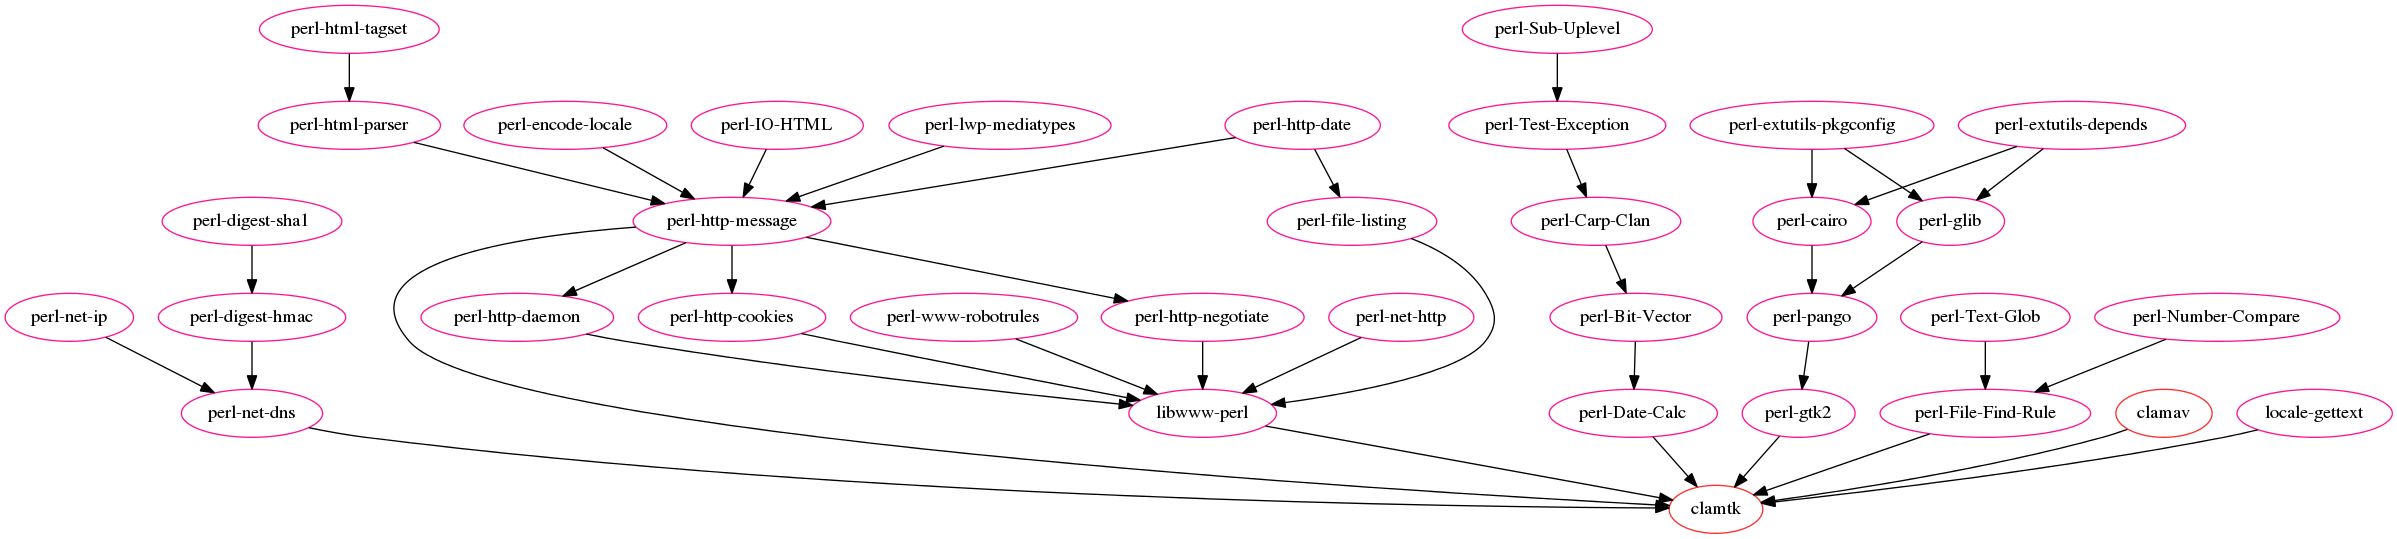 perl-html-tagset
perl-Sub-Uplevel
perl-html-parser
perl-encode-locale
perl-IO-HTML
perl-lwp-mediatypes
perl-http-date
perl-Test-Exception
perl-extutils-pkgconfig
perl-extutils-depends
perl-digest-sha1
perl-http-message
perl-file-listing
perl-Carp-Clan
perl-cairo
perl-glib
perl-net-ip
perl-digest-hmac
perl-http-daemon
perl-http-cookies
perl-www-robotrules
perl-http-negotiate
perl-net-http
perl-Bit-Vector
perl-pango
perl-Text-Glob
perl-Number-Compare
perl-net-dns
libwww-perl
perl-Date-Calc
perl-gtk2
perl-File-Find-Rule
clamav
locale-gettext
clamtk